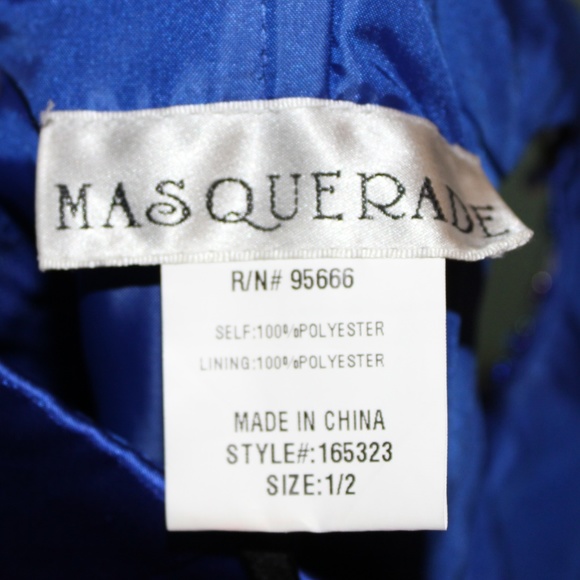 MASQUERADE
R/N# 95666
SELF:100%POLYESTER
LINING:100%POLYESTER
MADE IN CHINA
STYLE#:165323
SIZE:1/2